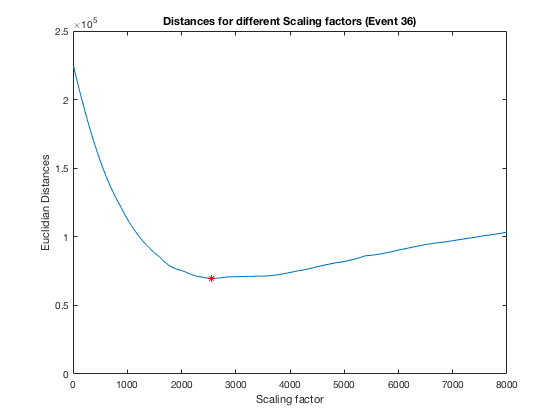 Distances for different Scaling factors (Event 36)
×10^5
2.5
2
1.5
1
0.5
0
Euclidian Distances
0 1000 2000 3000 4000 5000 6000 7000 8000
Scaling factor